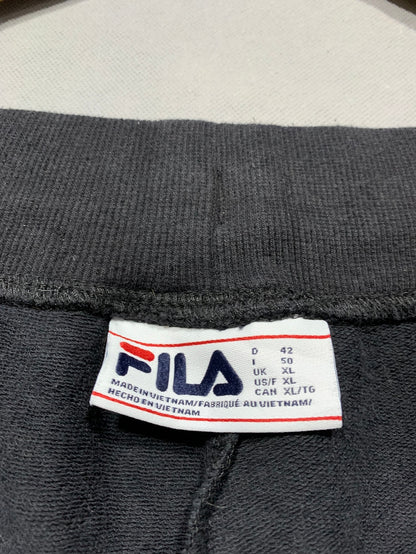 FILA
D 42
I 50
UK XL
US/F XL
CAN XL/TG
MADE IN VIETNAM/FABRIQUÉ AU VIETNAM/
HECHO EN VIETNAM